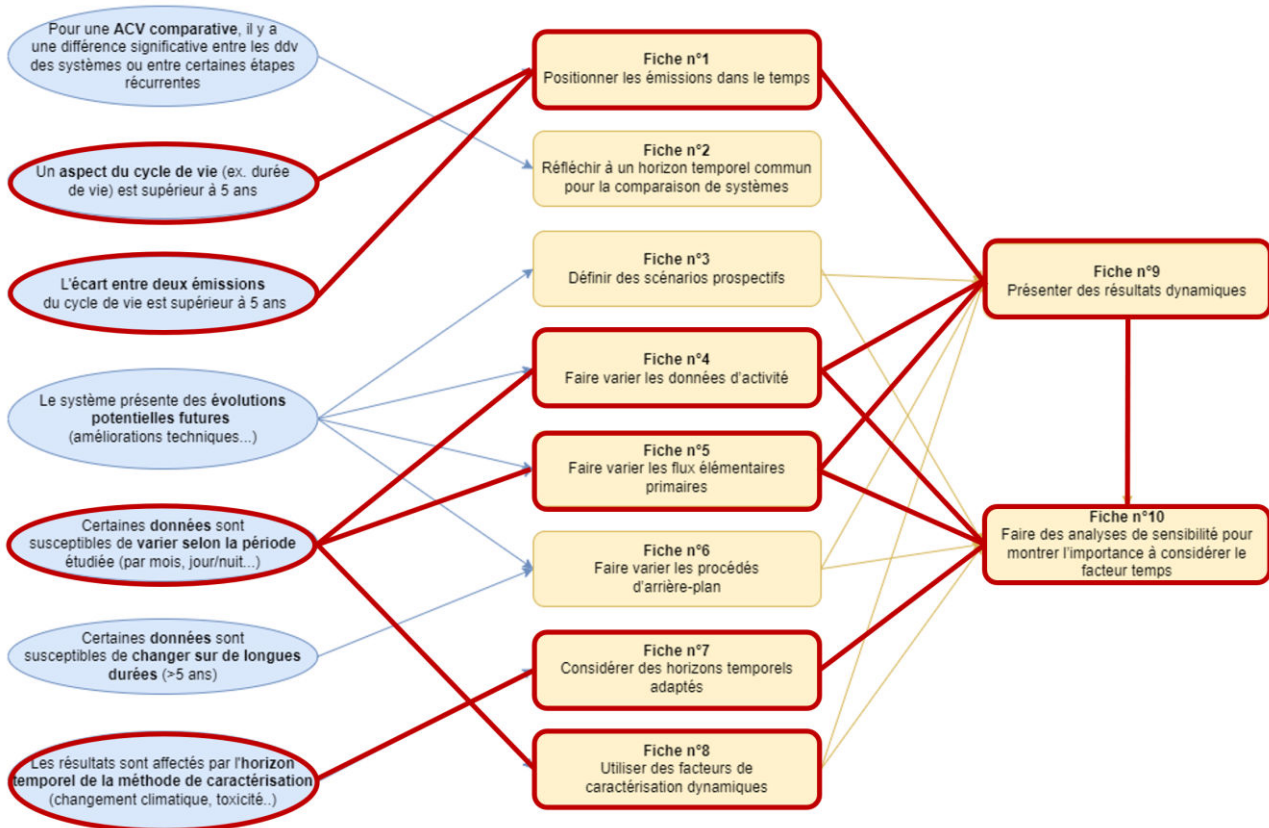 Pour une ACV comparative, il y a
une différence significative entre les ddv
des systèmes ou entre certaines étapes
récurrentes
Un aspect du cycle de vie (ex. durée
de vie) est supérieur à 5 ans
L'écart entre deux émissions
du cycle de vie est supérieur à 5 ans
Le système présente des évolutions
potentielles futures
(améliorations techniques...)
Certaines données sont
susceptibles de varier selon la période
étudiée (par mois, jour/nuit...)
Certaines données sont
susceptibles de changer sur de longues
durées (>5 ans)
Les résultats sont affectés par l'horizon
temporel de la méthode de caractérisation
(changement climatique, toxicité..)
Fiche n°1
Positionner les émissions dans le temps
Fiche n°2
Réfléchir à un horizon temporel commun
pour la comparaison de systèmes
Fiche n°3
Définir des scénarios prospectifs
Fiche n°4
Faire varier les données d'activité
Fiche n°5
Faire varier les flux élémentaires
primaires
Fiche n°6
Faire varier les procédés
d'arrière-plan
Fiche n°7
Considérer des horizons temporels
adaptés
Fiche n°8
Utiliser des facteurs de
caractérisation dynamiques
Fiche n°9
Présenter des résultats dynamiques
Fiche n°10
Faire des analyses de sensibilité pour
montrer l'importance à considérer le
facteur temps